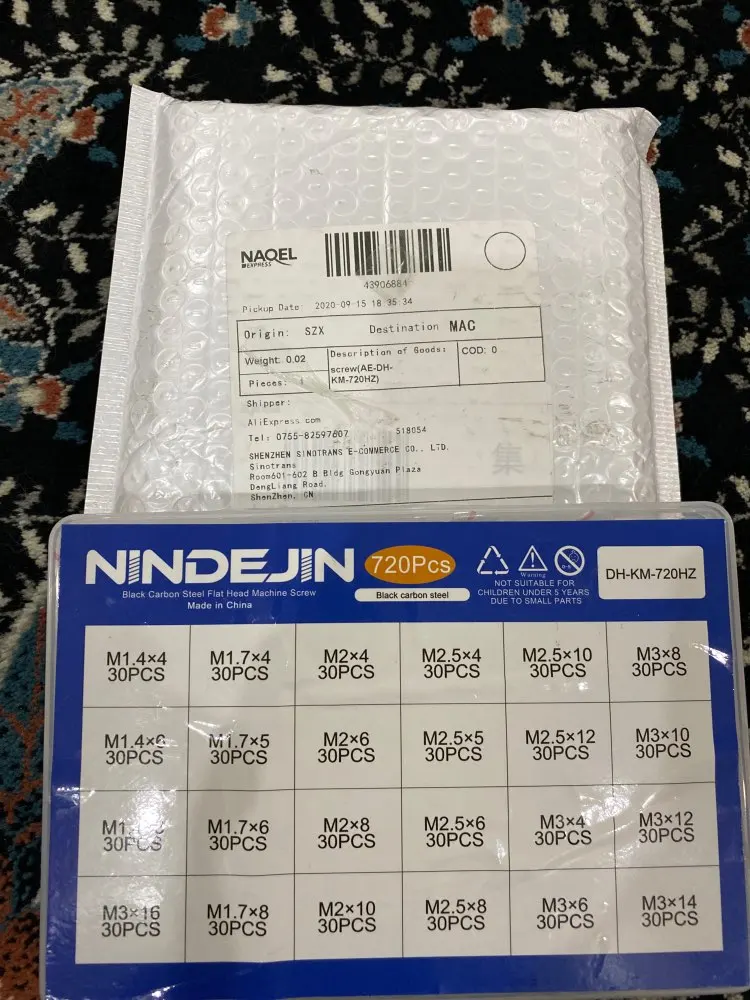 NAQEL
EXPRESS
43906884
Pickup Date 2020-09-15 18 35:34
Origin: SZX Destination MAC
Weight: 0.02 Description of Goods: COD: 0
screw(AE-DH-
Pieces: 1 KM-720HZ)
Shipper:
AliExpress.com
Tel: 0755-82597607 518054
SHENZHEN SINOTRANS E-COMMERCE CO., LTD.
Sinotrans
Room601-602 B Bldg Gongyuan Plaza
DengLiang Road.
ShenZhen, CN
集
NINDEJIN 720Pcs
Black Carbon Steel Flat Head Machine Screw
Made in China
Black carbon steel
Warning
0-5
NOT SUITABLE FOR
CHILDREN UNDER 5 YEARS
DUE TO SMALL PARTS
DH-KM-720HZ
M1.4×4 M1.7×4 M2×4 M2.5×4 M2.5×10 M3×8
30PCS 30PCS 30PCS 30PCS 30PCS 30PCS
M1.4×6 M1.7×5 M2×6 M2.5×5 M2.5×12 M3×10
30PCS 30PCS 30PCS 30PCS 30PCS 30PCS
M1.7×6 M2×8 M2.5×6 M3×4 M3×12
30PCS 30PCS 30PCS 30PCS 30PCS 30PCS
M3×16 M1.7×8 M2×10 M2.5×8 M3×6 M3×14
30PCS 30PCS 30PCS 30PCS 30PCS 30PCS